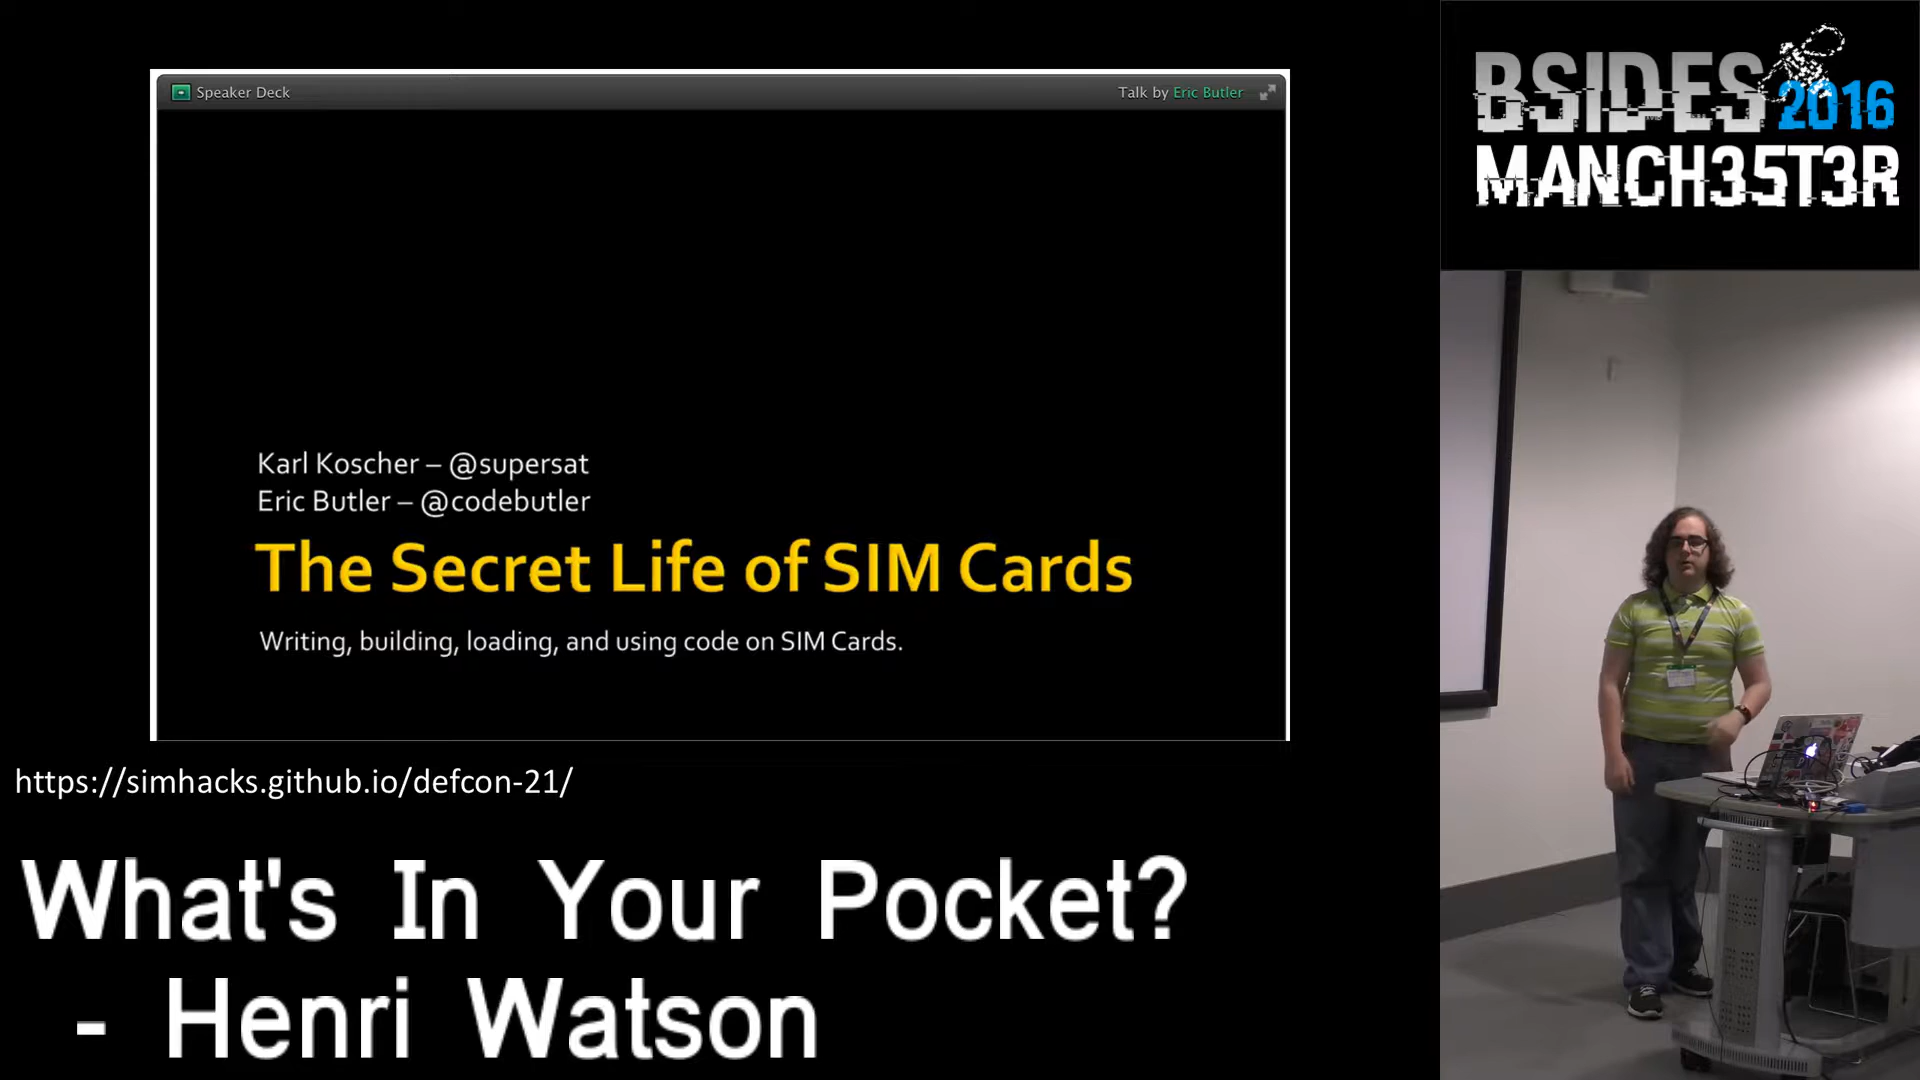 Speaker Deck
Talk by Eric Butler
Karl Koscher – @supersat
Eric Butler – @codebutler
The Secret Life of SIM Cards
Writing, building, loading, and using code on SIM Cards.
https://simhacks.github.io/defcon-21/
What's In Your Pocket?
- Henri Watson
BSIDES 2016
MANCH35T3R